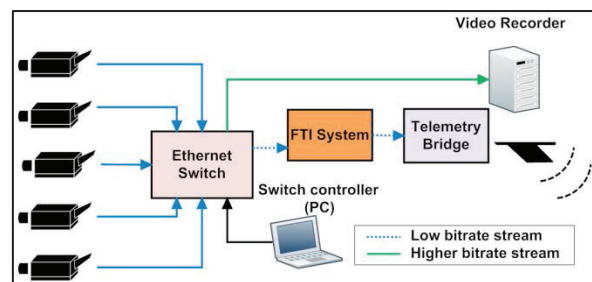 Video Recorder
Ethernet
Switch
FTI System
Telemetry
Bridge
Switch controller
(PC)
Low bitrate stream
Higher bitrate stream